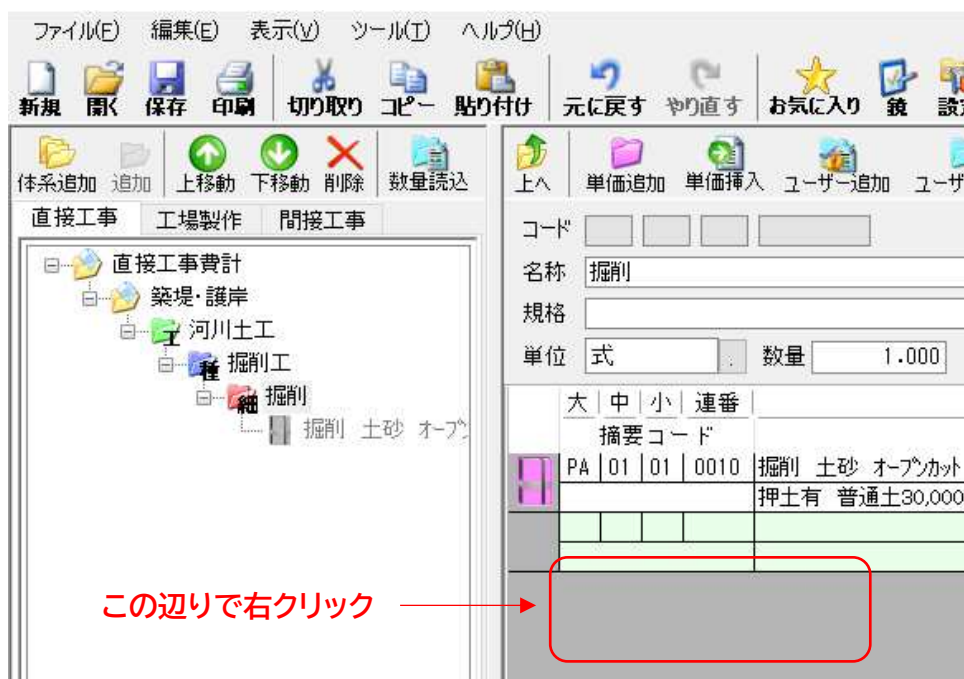 ファイル(F) 編集(E) 表示(V) ツール(T) ヘルプ(H)
新規 開く 保存 印刷 切り取り コピー 貼り付け 元に戻す やり直す お気に入り 鏡
体系追加 追加 上移動 下移動 削除 数量読込
上へ 単価追加 単価挿入 ユーザー追加 ユーザ
直接工事 工場製作 間接工事
直接工事費計
築堤・護岸
工 河川土工
種 掘削工
細 掘削
掘削 土砂 オープン
コード
名称 掘削
規格
単位 式 . 数量 1.000
大 中 小 連番
摘要コード
PA 01 01 0010 掘削 土砂 オープンカット
押土有 普通土30,000
この辺りで右クリック